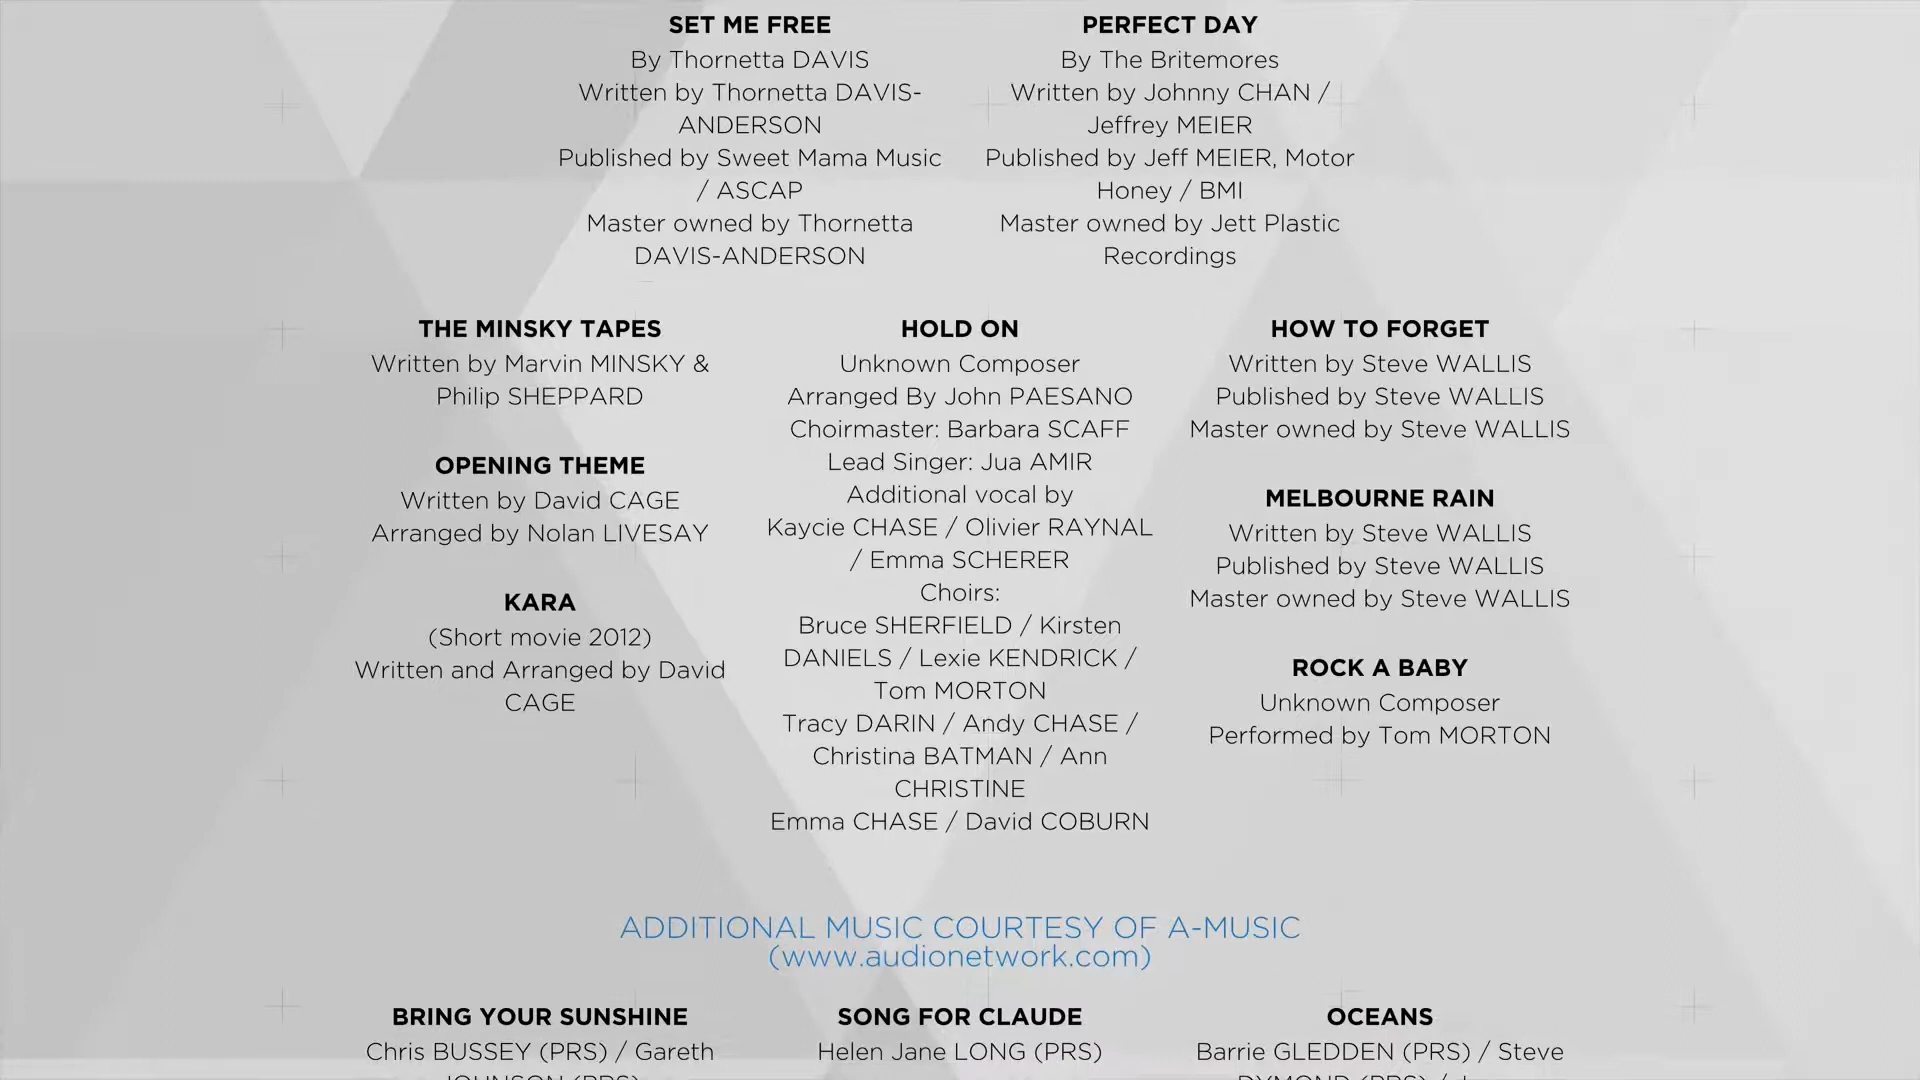 SET ME FREE
By Thornetta DAVIS
Written by Thornetta DAVIS-
ANDERSON
Published by Sweet Mama Music
/ ASCAP
Master owned by Thornetta
DAVIS-ANDERSON
PERFECT DAY
By The Britemores
Written by Johnny CHAN /
Jeffrey MEIER
Published by Jeff MEIER, Motor
Honey / BMI
Master owned by Jett Plastic
Recordings
THE MINSKY TAPES
Written by Marvin MINSKY &
Philip SHEPPARD
OPENING THEME
Written by David CAGE
Arranged by Nolan LIVESAY
KARA
(Short movie 2012)
Written and Arranged by David
CAGE
HOLD ON
Unknown Composer
Arranged By John PAESANO
Choirmaster: Barbara SCAFF
Lead Singer: Jua AMIR
Additional vocal by
Kaycie CHASE / Olivier RAYNAL
/ Emma SCHERER
Choirs:
Bruce SHERFIELD / Kirsten
DANIELS / Lexie KENDRICK /
Tom MORTON
Tracy DARIN / Andy CHASE /
Christina BATMAN / Ann
CHRISTINE
Emma CHASE / David COBURN
HOW TO FORGET
Written by Steve WALLIS
Published by Steve WALLIS
Master owned by Steve WALLIS
MELBOURNE RAIN
Written by Steve WALLIS
Published by Steve WALLIS
Master owned by Steve WALLIS
ROCK A BABY
Unknown Composer
Performed by Tom MORTON
ADDITIONAL MUSIC COURTESY OF A-MUSIC
(www.audionetwork.com)
BRING YOUR SUNSHINE
Chris BUSSEY (PRS) / Gareth
JOHNSON (PRS)
SONG FOR CLAUDE
Helen Jane LONG (PRS)
OCEANS
Barrie GLEDDEN (PRS) / Steve
DYMOND (PRS) /